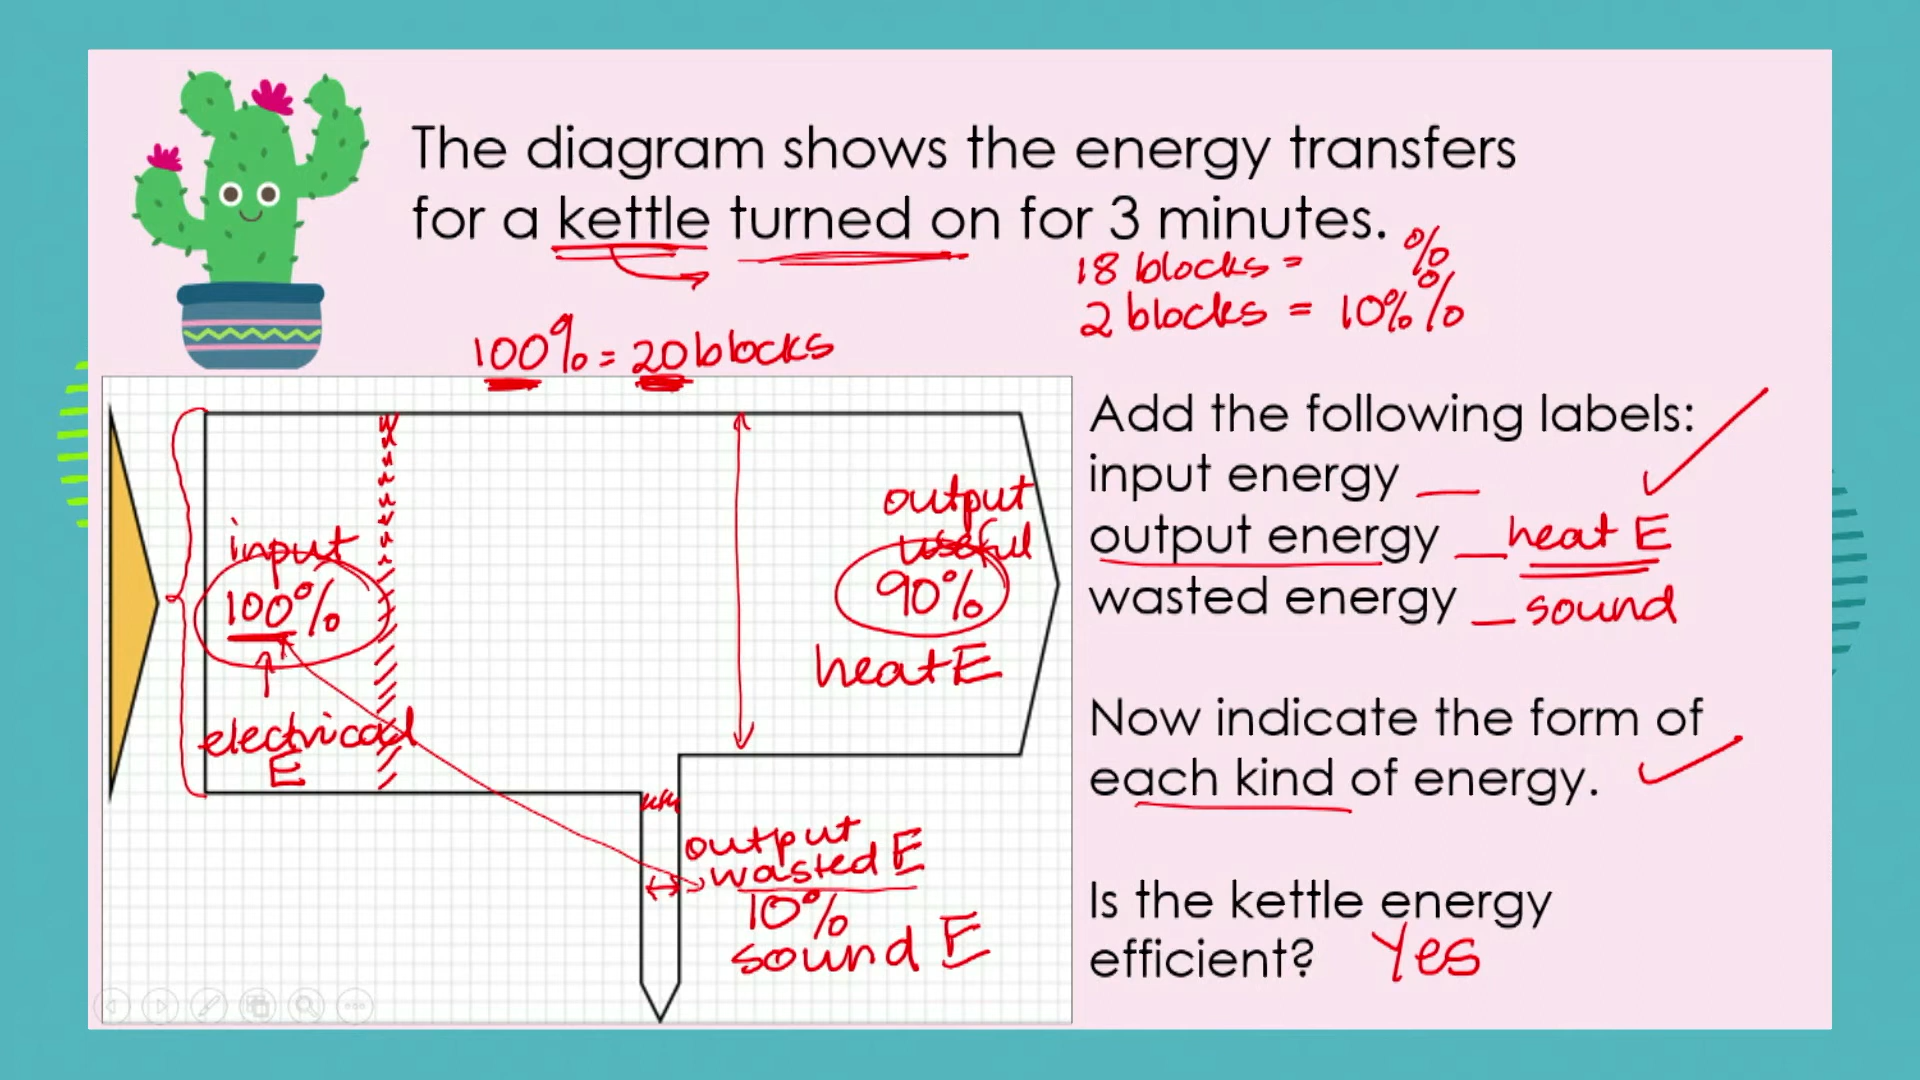 The diagram shows the energy transfers
for a kettle turned on for 3 minutes.
18 blocks = %
2 blocks = 10% %
100% = 20 blocks
input
100%
electrical
E
output
useful
90%
heat E
output
wasted E
10%
sound E
Add the following labels:
input energy
output energy heat E
wasted energy sound
Now indicate the form of
each kind of energy.
Is the kettle energy
efficient? Yes